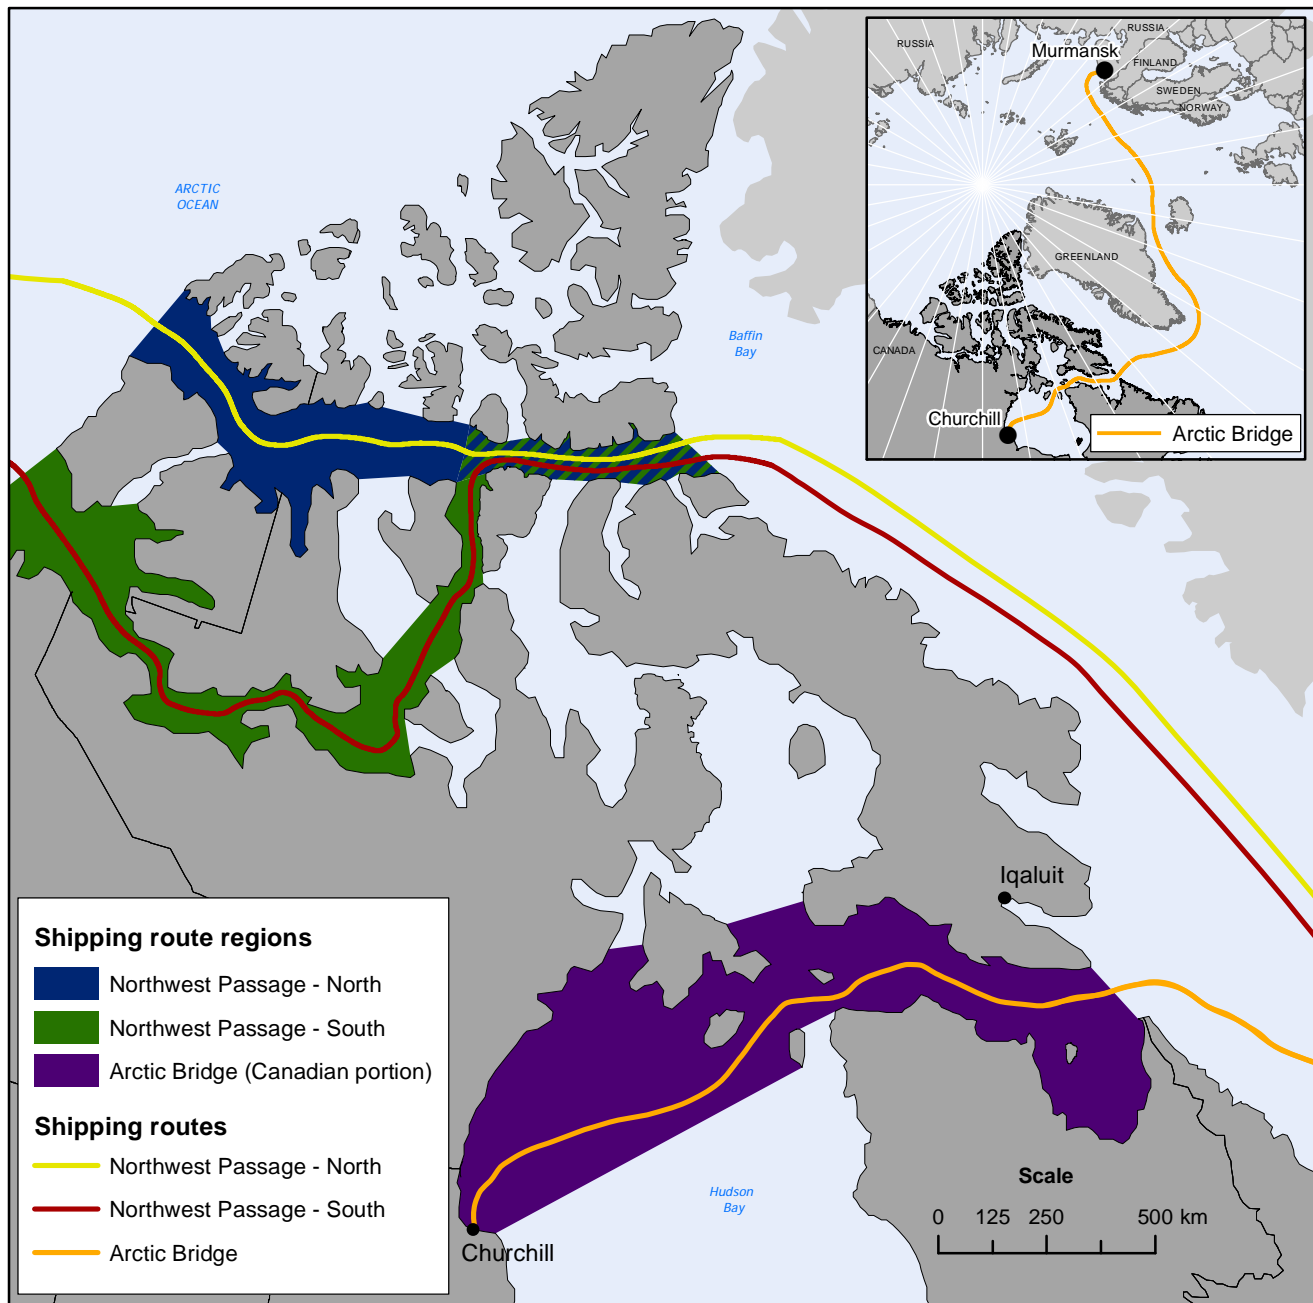 ARCTIC
OCEAN
Baffin
Bay
RUSSIA
RUSSIA
Murmansk
FINLAND
SWEDEN
NORWAY
GREENLAND
CANADA
Churchill
Arctic Bridge
Iqaluit
Shipping route regions
Northwest Passage - North
Northwest Passage - South
Arctic Bridge (Canadian portion)
Shipping routes
Northwest Passage - North
Northwest Passage - South
Arctic Bridge
Churchill
Hudson
Bay
Scale
0 125 250 500 km